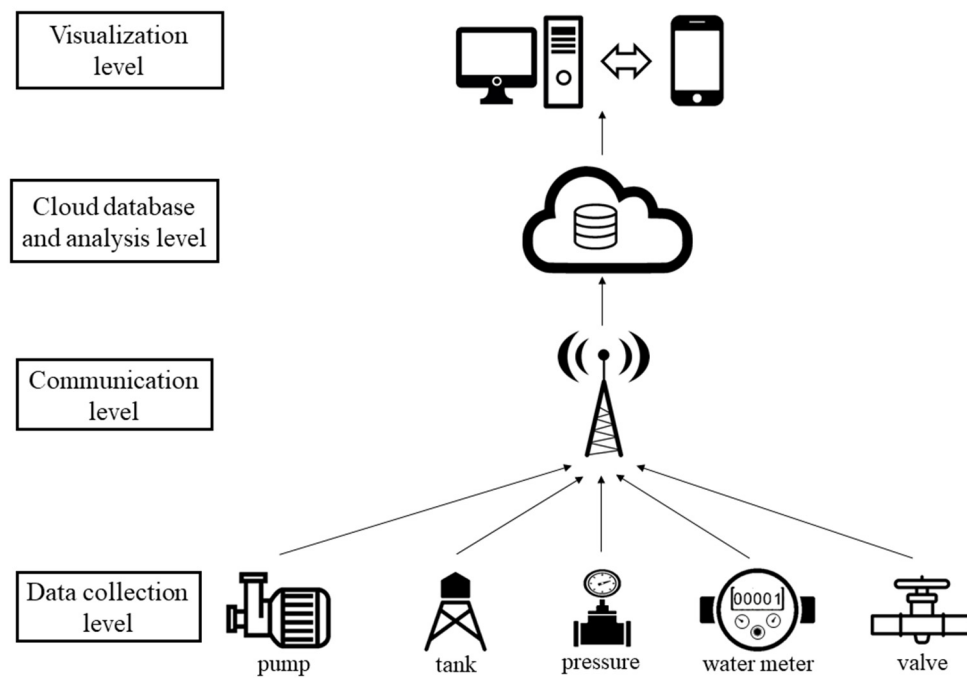 Visualization
level
Cloud database
and analysis level
Communication
level
Data collection
level
00001
pump
tank
pressure
water meter
valve